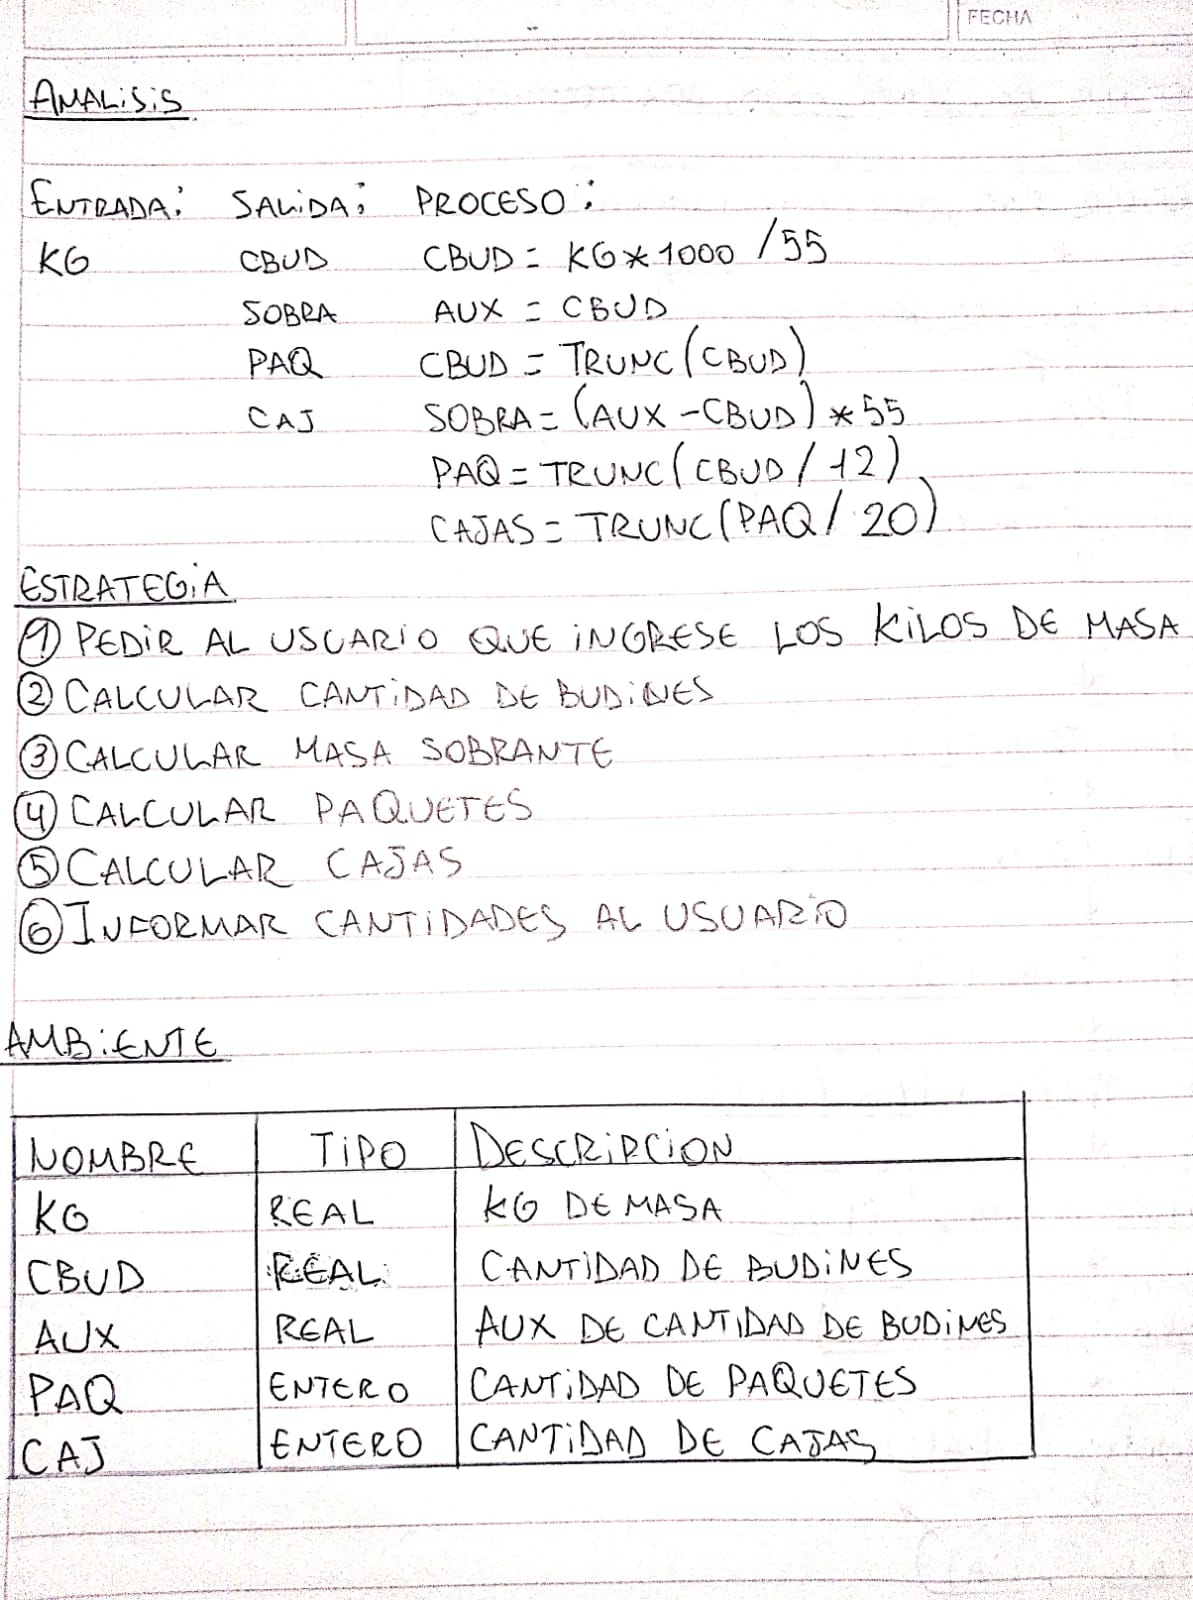 FECHA
ANALISIS
ENTRADA: SALIDA: PROCESO:
KG CBUD CBUD = KG * 1000 / 55
SOBRA AUX = CBUD
PAQ CBUD = TRUNC (CBUD)
CAJ SOBRA = (AUX - CBUD) * 55
PAQ = TRUNC (CBUD / 12)
CAJAS = TRUNC (PAQ / 20)
ESTRATEGIA
① PEDIR AL USUARIO QUE INGRESE LOS KILOS DE MASA
② CALCULAR CANTIDAD DE BUDINES
③ CALCULAR MASA SOBRANTE
④ CALCULAR PAQUETES
⑤ CALCULAR CAJAS
⑥ INFORMAR CANTIDADES AL USUARIO
AMBIENTE
NOMBRE TIPO DESCRIPCION
KG REAL KG DE MASA
CBUD REAL CANTIDAD DE BUDINES
AUX REAL AUX DE CANTIDAD DE BUDINES
PAQ ENTERO CANTIDAD DE PAQUETES
CAJ ENTERO CANTIDAD DE CAJAS